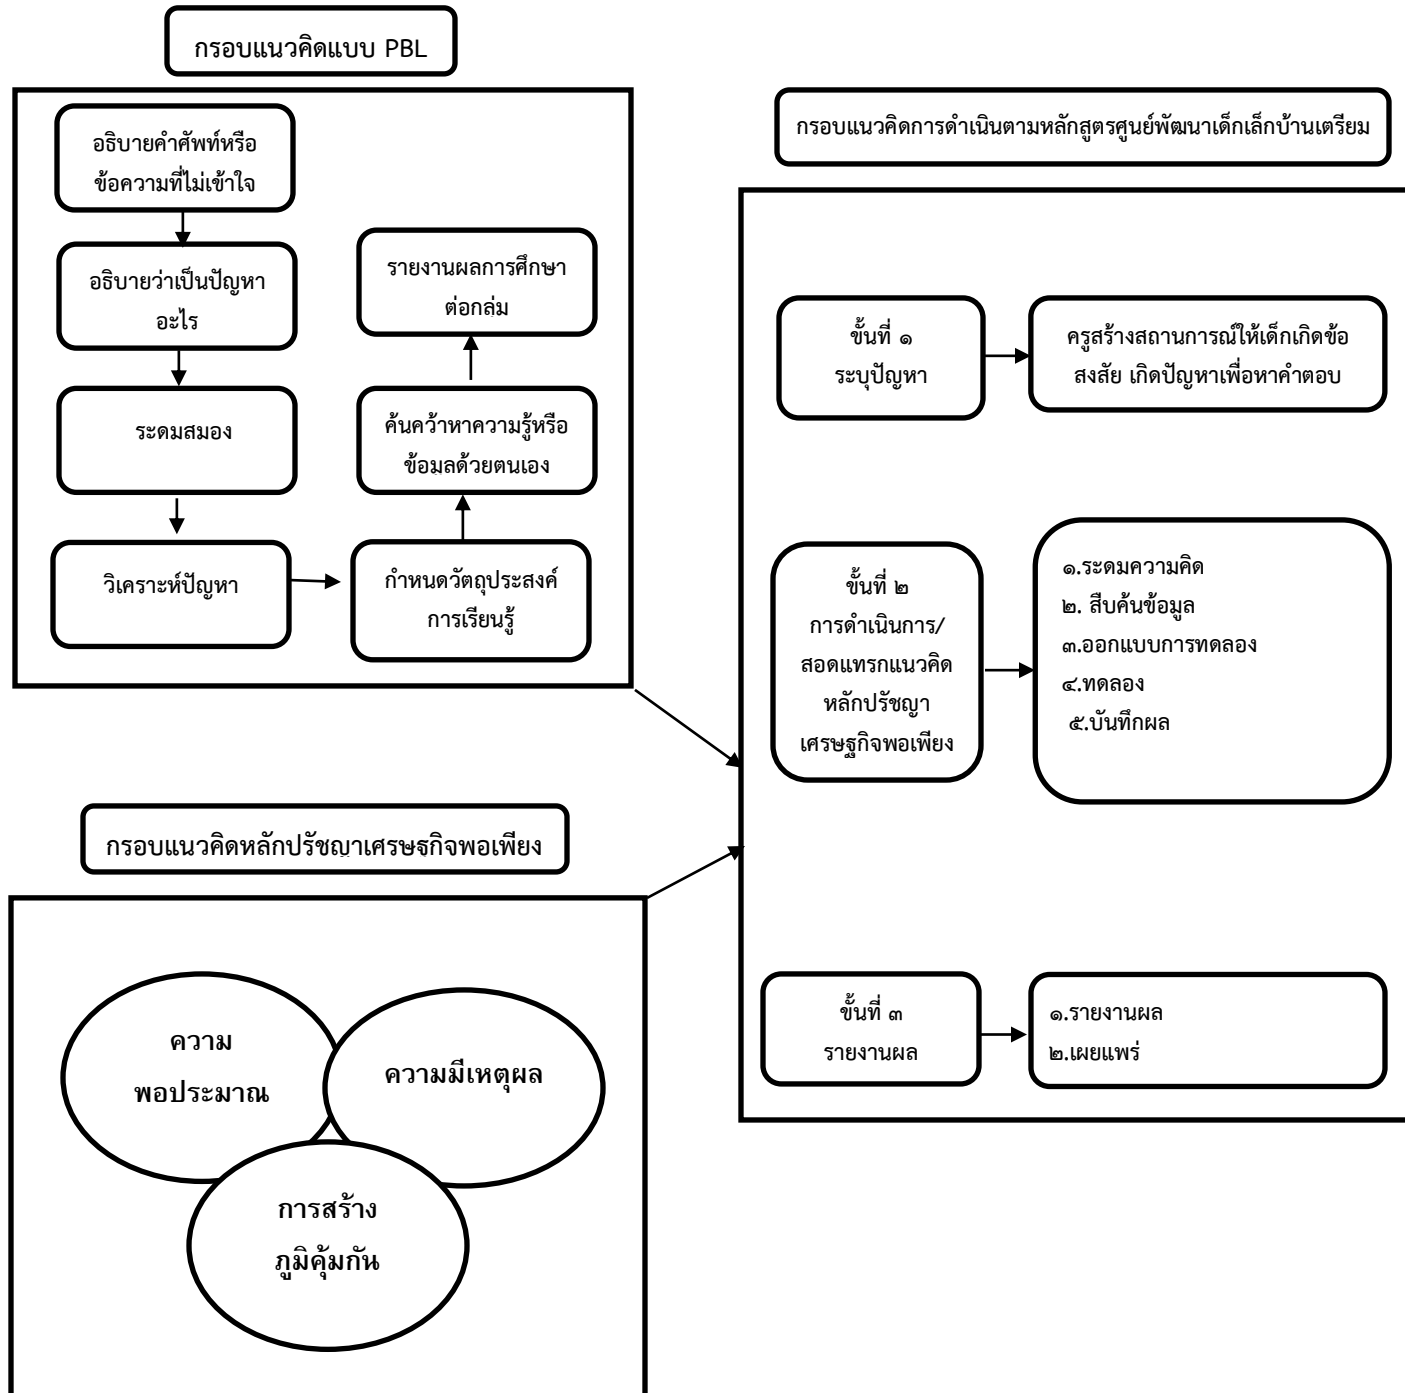 กรอบแนวคิดแบบ PBL
อธิบายคำศัพท์หรือ
ข้อความที่ไม่เข้าใจ
อธิบายว่าเป็นปัญหา
อะไร
ระดมสมอง
วิเคราะห์ปัญหา
กำหนดวัตถุประสงค์
การเรียนรู้
ค้นคว้าหาความรู้หรือ
ข้อมูลด้วยตนเอง
รายงานผลการศึกษา
ต่อกลุ่ม
กรอบแนวคิดหลักปรัชญาเศรษฐกิจพอเพียง
ความ
พอประมาณ
ความมีเหตุผล
การสร้าง
ภูมิคุ้มกัน
กรอบแนวคิดการดำเนินตามหลักสูตรศูนย์พัฒนาเด็กเล็กบ้านเตรียม
ขั้นที่ ๑
ระบุปัญหา
ครูสร้างสถานการณ์ให้เด็กเกิดข้อ
สงสัย เกิดปัญหาเพื่อหาคำตอบ
ขั้นที่ ๒
การดำเนินการ/
สอดแทรกแนวคิด
หลักปรัชญา
เศรษฐกิจพอเพียง
๑.ระดมความคิด
๒. สืบค้นข้อมูล
๓.ออกแบบการทดลอง
๔.ทดลอง
๕.บันทึกผล
ขั้นที่ ๓
รายงานผล
๑.รายงานผล
๒.เผยแพร่